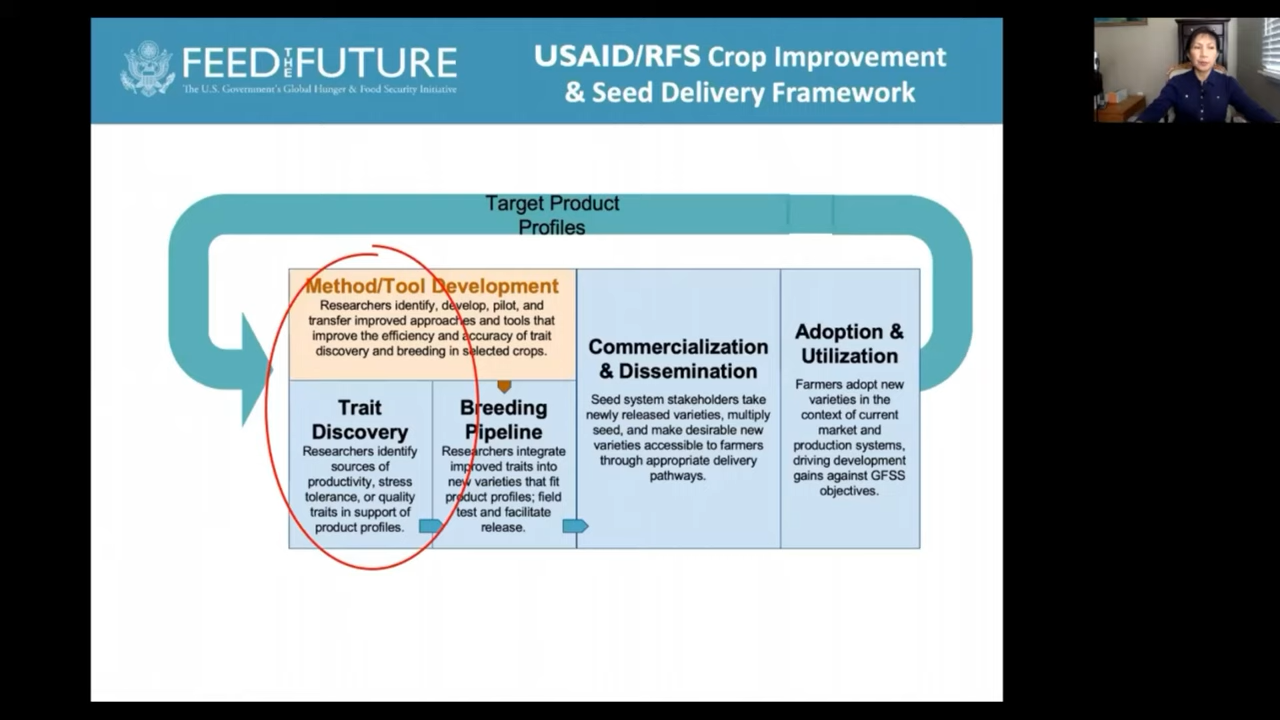 FEED THE FUTURE
The U.S. Government's Global Hunger & Food Security Initiative
USAID/RFS Crop Improvement
& Seed Delivery Framework
Target Product
Profiles
Method/Tool Development
Researchers identify, develop, pilot, and
transfer improved approaches and tools that
improve the efficiency and accuracy of trait
discovery and breeding in selected crops.
Trait
Discovery
Researchers identify
sources of
productivity, stress
tolerance, or quality
traits in support of
product profiles.
Breeding
Pipeline
Researchers integrate
improved traits into
new varieties that fit
product profiles; field
test and facilitate
release.
Commercialization
& Dissemination
Seed system stakeholders take
newly released varieties, multiply
seed, and make desirable new
varieties accessible to farmers
through appropriate delivery
pathways.
Adoption &
Utilization
Farmers adopt new
varieties in the
context of current
market and
production systems,
driving development
gains against GFSS
objectives.